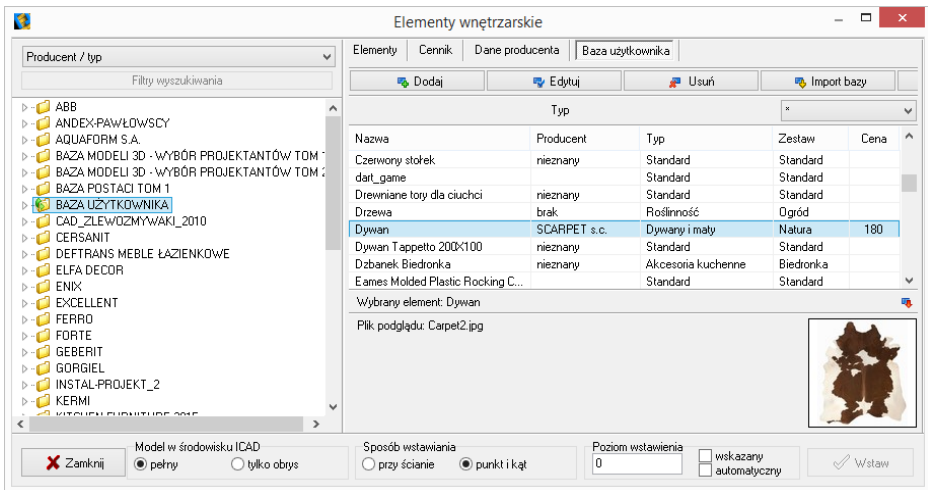 Elementy wnętrzarskie
Producent / typ
Filtry wyszukiwania
ABB
ANDEX-PAWŁOWSCY
AQUAFORM S.A.
BAZA MODELI 3D - WYBÓR PROJEKTANTÓW TOM
BAZA MODELI 3D - WYBÓR PROJEKTANTÓW TOM
BAZA POSTACI TOM 1
BAZA UŻYTKOWNIKA
CAD_ZLEWOZMYWAKI_2010
CERSANIT
DEFTRANS MEBLE ŁAZIENKOWE
ELFA DECOR
ENIX
EXCELLENT
FERRO
FORTE
GEBERIT
GORGIEL
INSTAL-PROJEKT_2
KERMI
Elementy Cennik Dane producenta Baza użytkownika
Dodaj Edytuj Usuń Import bazy
Typ *
Nazwa Producent Typ Zestaw Cena
Czerwony stołek nieznany Standard Standard
dart_game Standard Standard
Drewniane tory dla ciuchci nieznany Standard Standard
Drzewa brak Roślinność Ogród
Dywan SCARPET s.c. Dywany i maty Natura 180
Dywan Tappetto 200X100 nieznany Standard Standard
Dzbanek Biedronka nieznany Akcesoria kuchenne Biedronka
Eames Molded Plastic Rocking C... Standard Standard
Wybrany element: Dywan
Plik podglądu: Carpet2.jpg
Zamknij
Model w środowisku ICAD
pełny tylko obrys
Sposób wstawiania
przy ścianie punkt i kąt
Poziom wstawienia
0
wskazany
automatyczny
Wstaw